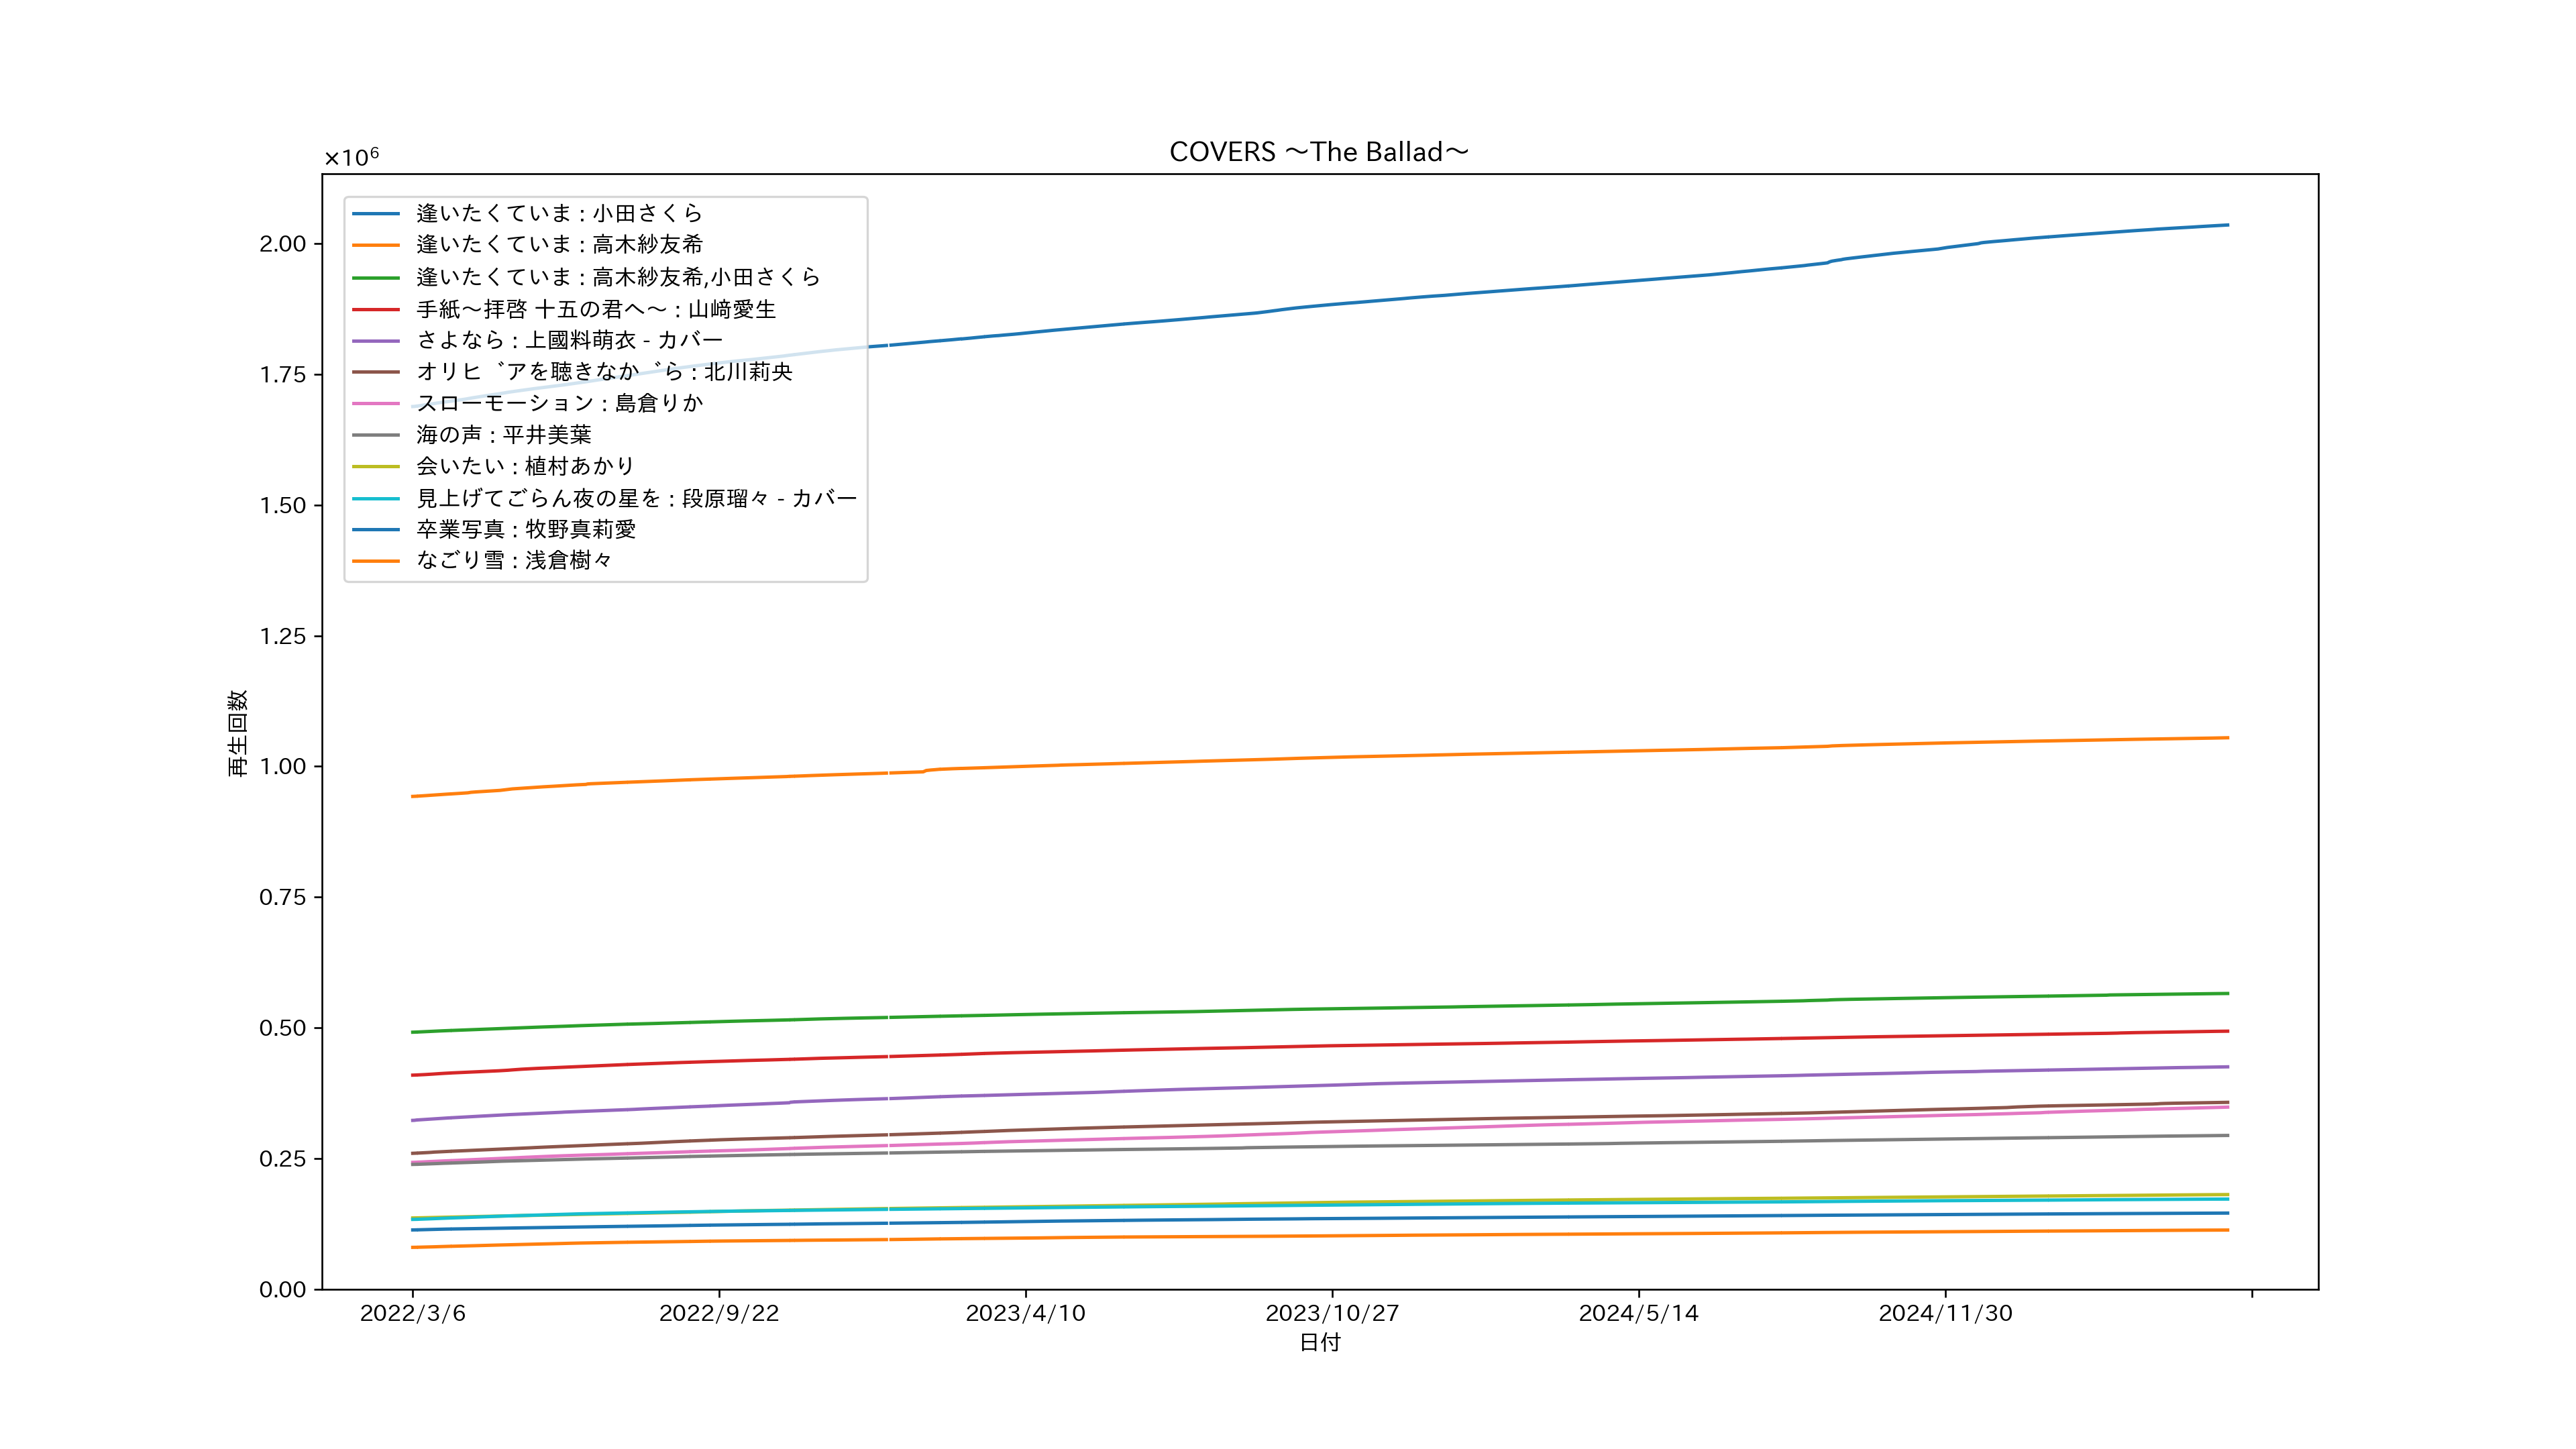 COVERS ～The Ballad～
×10⁶
2.00
1.75
1.50
1.25
1.00
0.75
0.50
0.25
0.00
再生回数
逢いたくていま : 小田さくら
逢いたくていま : 高木紗友希
逢いたくていま : 高木紗友希,小田さくら
手紙～拝啓 十五の君へ～ : 山﨑愛生
さよなら : 上國料萌衣 - カバー
オリヒ゛アを聴きなか゛ら : 北川莉央
スローモーション : 島倉りか
海の声 : 平井美葉
会いたい : 植村あかり
見上げてごらん夜の星を : 段原瑠々 - カバー
卒業写真 : 牧野真莉愛
なごり雪 : 浅倉樹々
2022/3/6
2022/9/22
2023/4/10
2023/10/27
2024/5/14
2024/11/30
日付